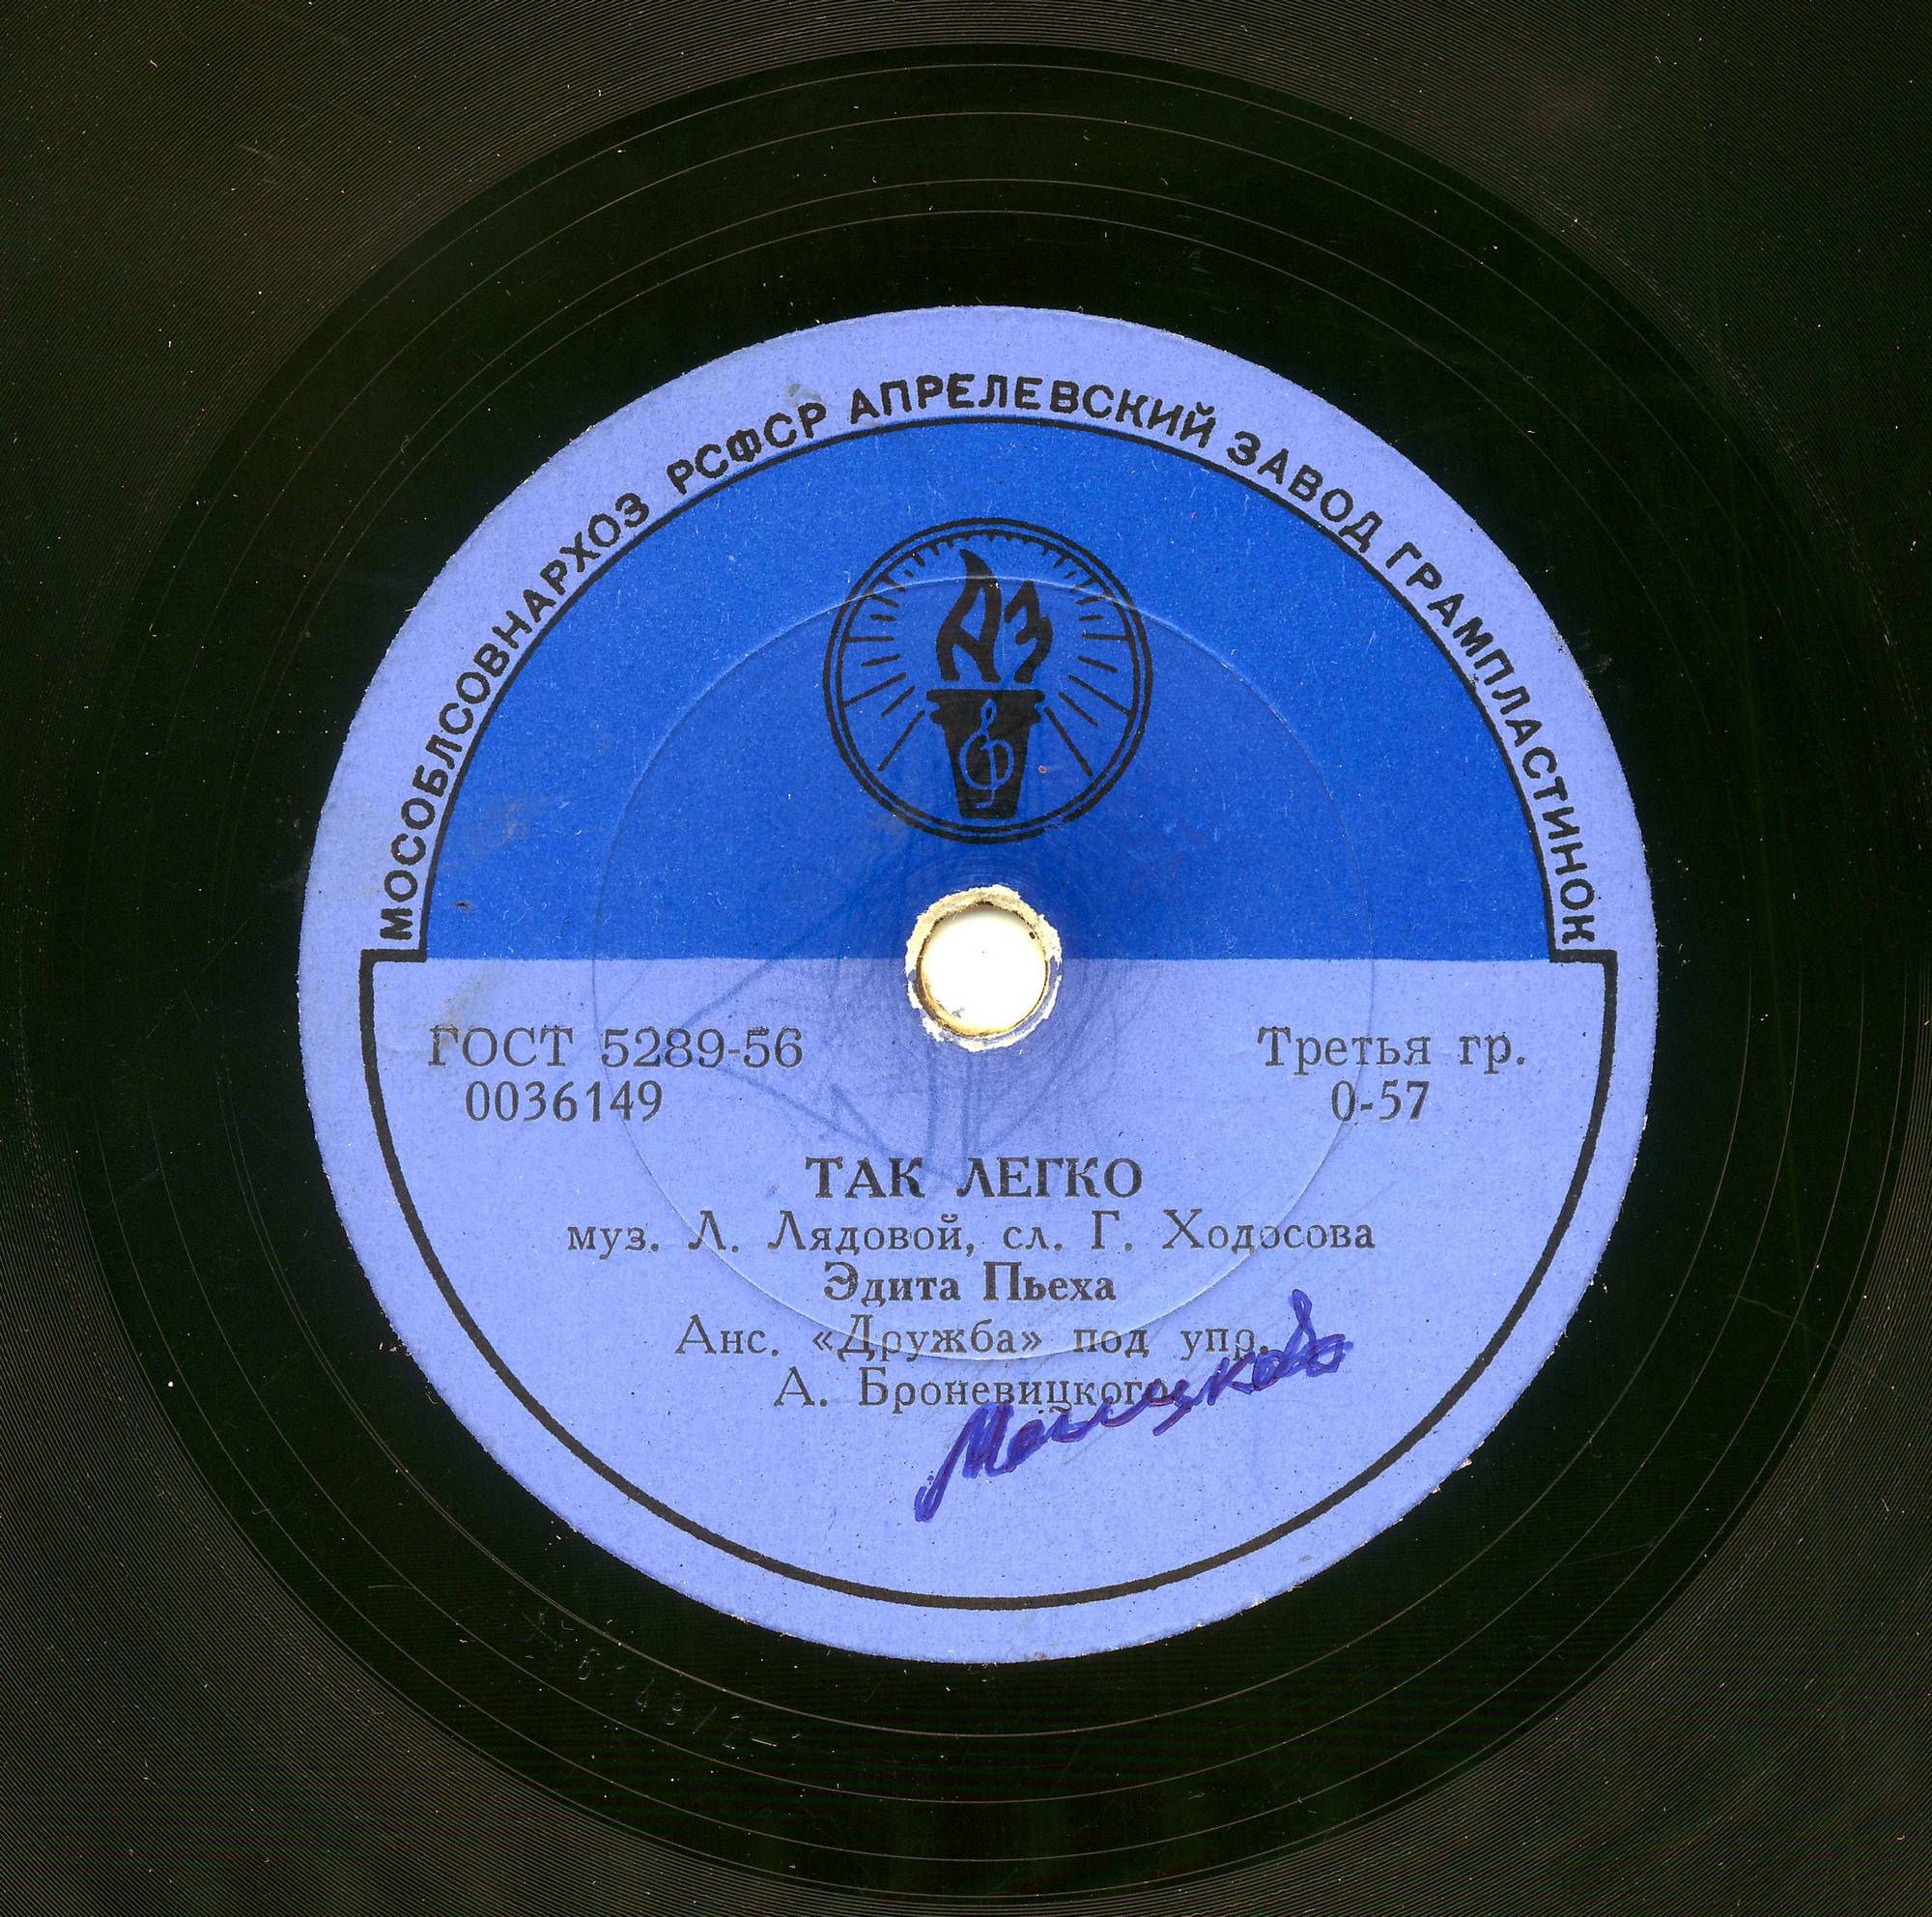 МОСОБЛСОВНАРХОЗ РСФСР АПРЕЛЕВСКИЙ ЗАВОД ГРАМПЛАСТИНОК
АЗ
ГОСТ 5289-56
0036149
Третья гр.
0-57
ТАК ЛЕГКО
муз. Л. Лядовой, сл. Г. Ходосова
Эдита Пьеха
Анс. «Дружба» под упр.
А. Броневицкого